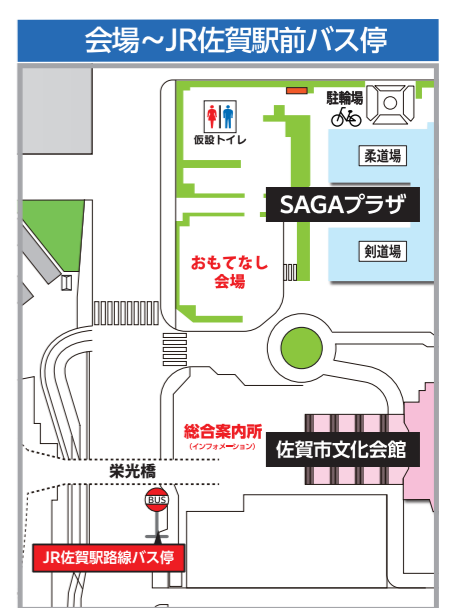 会場～JR佐賀駅前バス停
駐輪場
仮設トイレ
柔道場
SAGAプラザ
剣道場
おもてなし
会場
総合案内所
(インフォメーション)
佐賀市文化会館
栄光橋
BUS
JR佐賀駅路線バス停